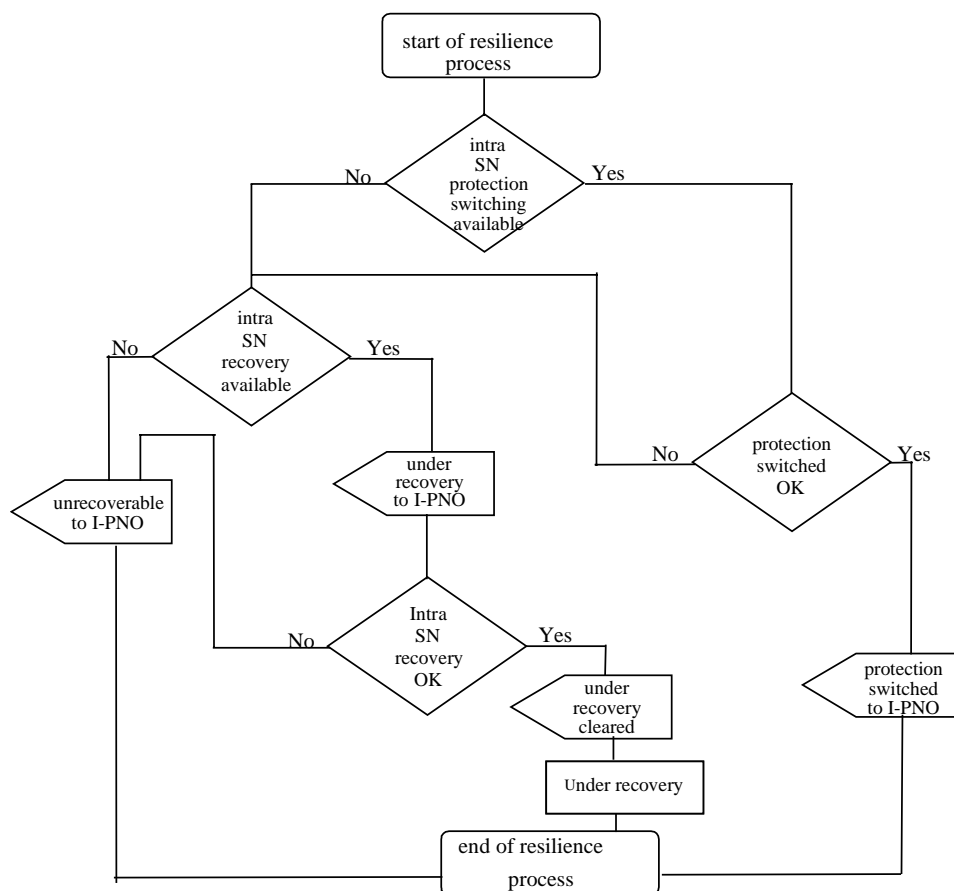 start of resilience
process
intra
SN
protection
switching
available
No
Yes
intra
SN
recovery
available
No
Yes
protection
switched
OK
No
Yes
under
recovery
to I-PNO
unrecoverable
to I-PNO
Intra
SN
recovery
OK
No
Yes
under
recovery
cleared
protection
switched
to I-PNO
Under recovery
end of resilience
process